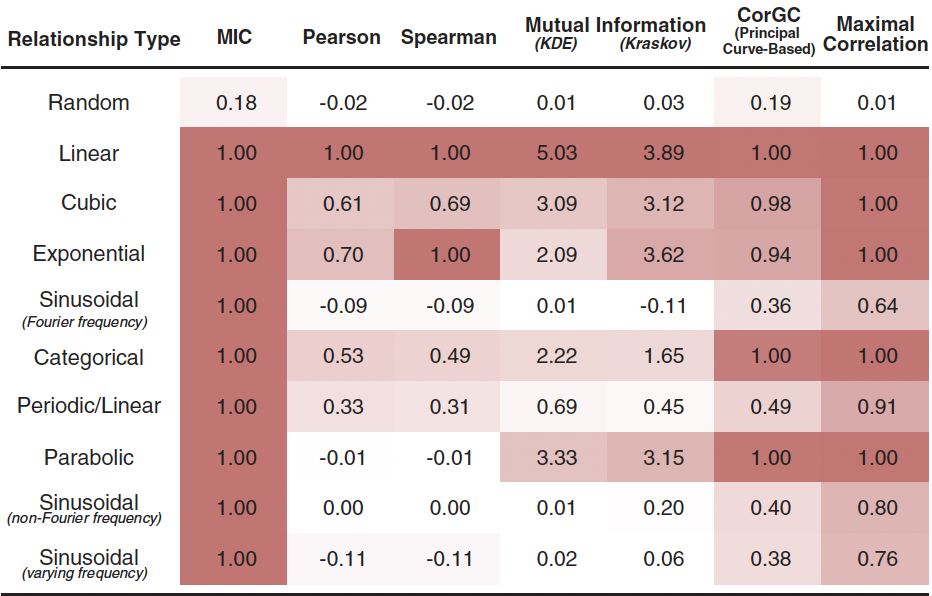 Relationship Type MIC Pearson Spearman Mutual Information (KDE) (Kraskov) CorGC (Principal Curve-Based) Maximal Correlation
Random 0.18 -0.02 -0.02 0.01 0.03 0.19 0.01
Linear 1.00 1.00 1.00 5.03 3.89 1.00 1.00
Cubic 1.00 0.61 0.69 3.09 3.12 0.98 1.00
Exponential 1.00 0.70 1.00 2.09 3.62 0.94 1.00
Sinusoidal (Fourier frequency) 1.00 -0.09 -0.09 0.01 -0.11 0.36 0.64
Categorical 1.00 0.53 0.49 2.22 1.65 1.00 1.00
Periodic/Linear 1.00 0.33 0.31 0.69 0.45 0.49 0.91
Parabolic 1.00 -0.01 -0.01 3.33 3.15 1.00 1.00
Sinusoidal (non-Fourier frequency) 1.00 0.00 0.00 0.01 0.20 0.40 0.80
Sinusoidal (varying frequency) 1.00 -0.11 -0.11 0.02 0.06 0.38 0.76